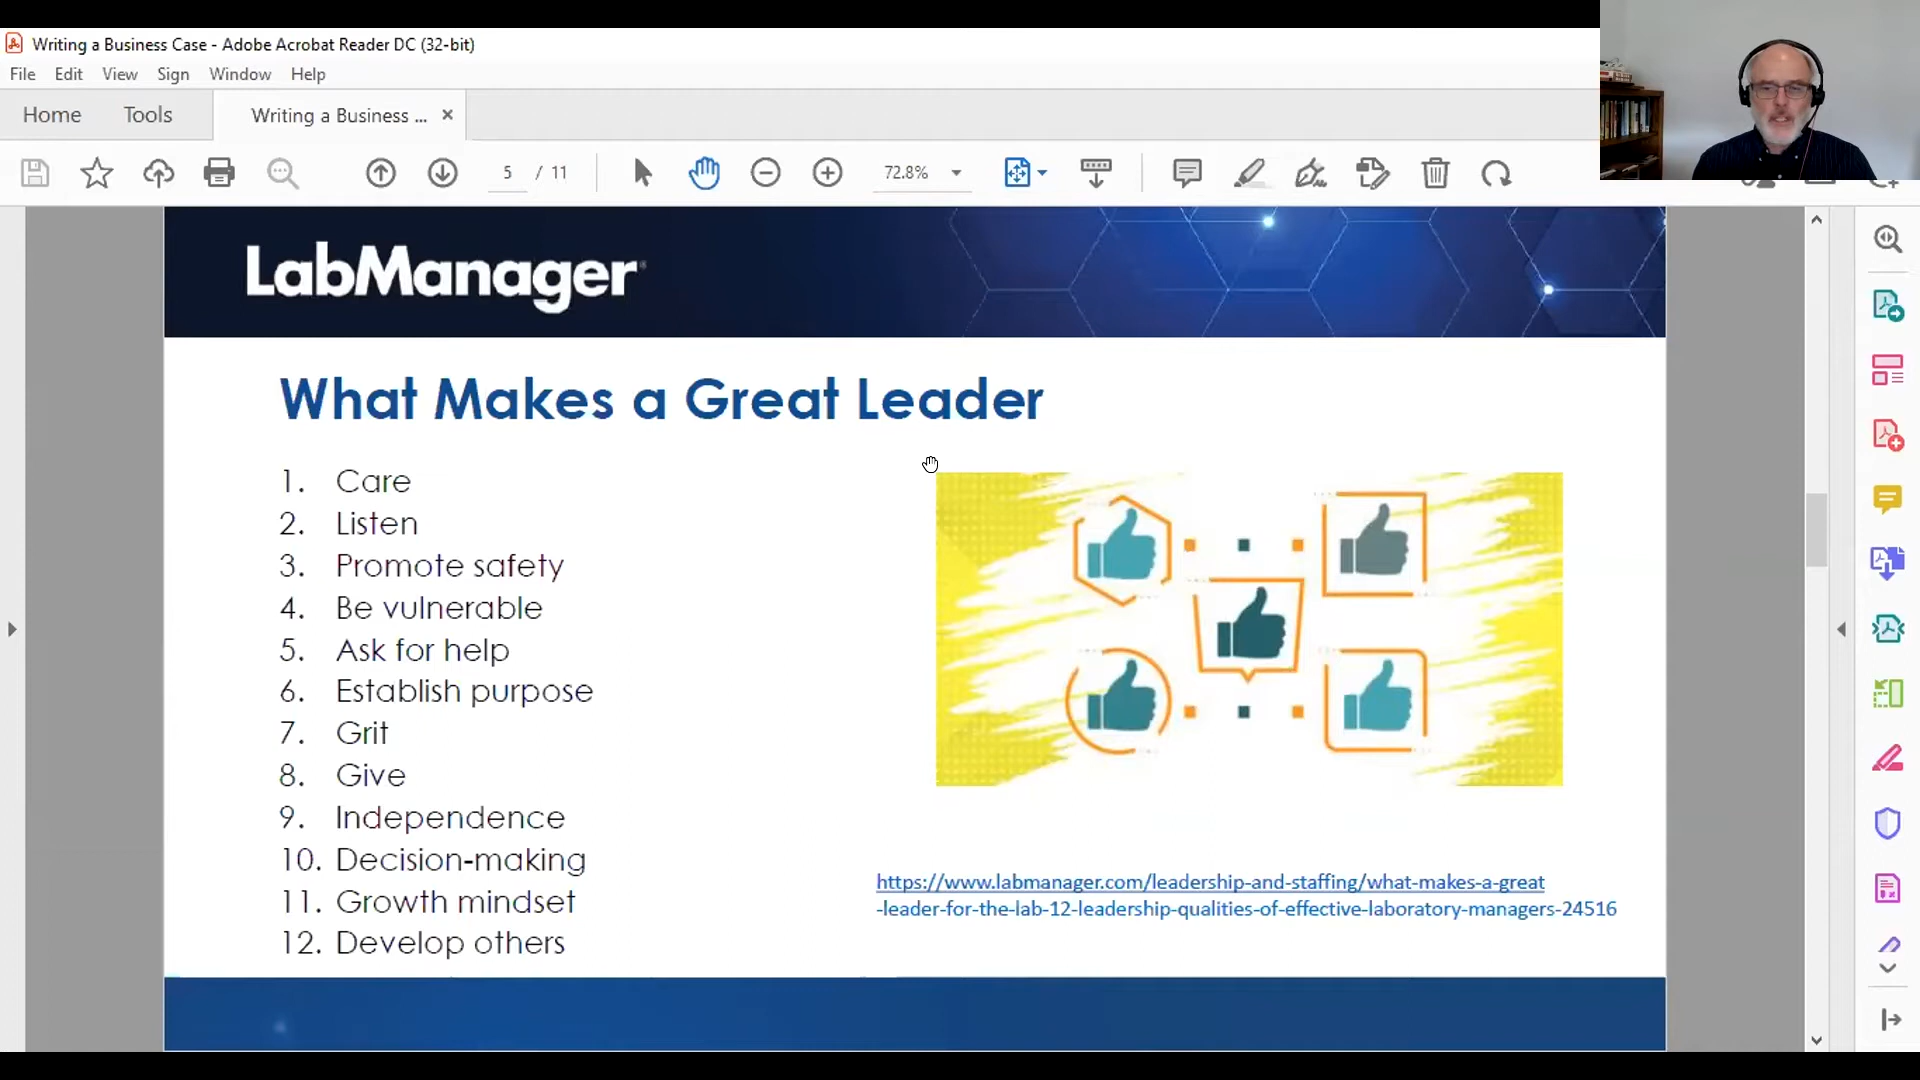 Writing a Business Case - Adobe Acrobat Reader DC (32-bit)
File Edit View Sign Window Help
Home Tools Writing a Business ...
5 / 11 72.8%
LabManager
What Makes a Great Leader
1. Care
2. Listen
3. Promote safety
4. Be vulnerable
5. Ask for help
6. Establish purpose
7. Grit
8. Give
9. Independence
10. Decision-making
11. Growth mindset
12. Develop others
https://www.labmanager.com/leadership-and-staffing/what-makes-a-great
-leader-for-the-lab-12-leadership-qualities-of-effective-laboratory-managers-24516